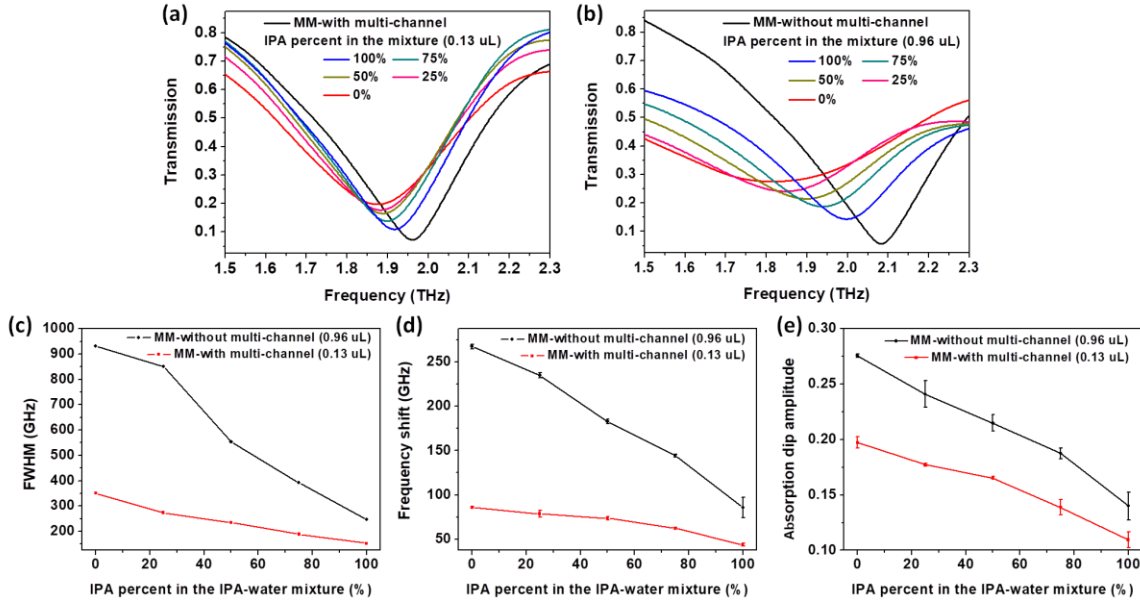 (a)
MM-with multi-channel
IPA percent in the mixture (0.13 uL)
100% 75%
50% 25%
0%
0.8
0.7
0.6
0.5
0.4
0.3
0.2
0.1
Transmission
1.5 1.6 1.7 1.8 1.9 2.0 2.1 2.2 2.3
Frequency (THz)
(b)
MM-without multi-channel
IPA percent in the mixture (0.96 uL)
100% 75%
50% 25%
0%
0.8
0.7
0.6
0.5
0.4
0.3
0.2
0.1
Transmission
1.5 1.6 1.7 1.8 1.9 2.0 2.1 2.2 2.3
Frequency (THz)
(c)
MM-without multi-channel (0.96 uL)
MM-with multi-channel (0.13 uL)
1000
900
800
700
600
500
400
300
200
FWHM (GHz)
0 20 40 60 80 100
IPA percent in the IPA-water mixture (%)
(d)
MM-without multi-channel (0.96 uL)
MM-with multi-channel (0.13 uL)
250
200
150
100
50
Frequency shift (GHz)
0 20 40 60 80 100
IPA percent in the IPA-water mixture (%)
(e)
MM-without multi-channel (0.96 uL)
MM-with multi-channel (0.13 uL)
0.30
0.25
0.20
0.15
0.10
Absorption dip amplitude
0 20 40 60 80 100
IPA percent in the IPA-water mixture (%)